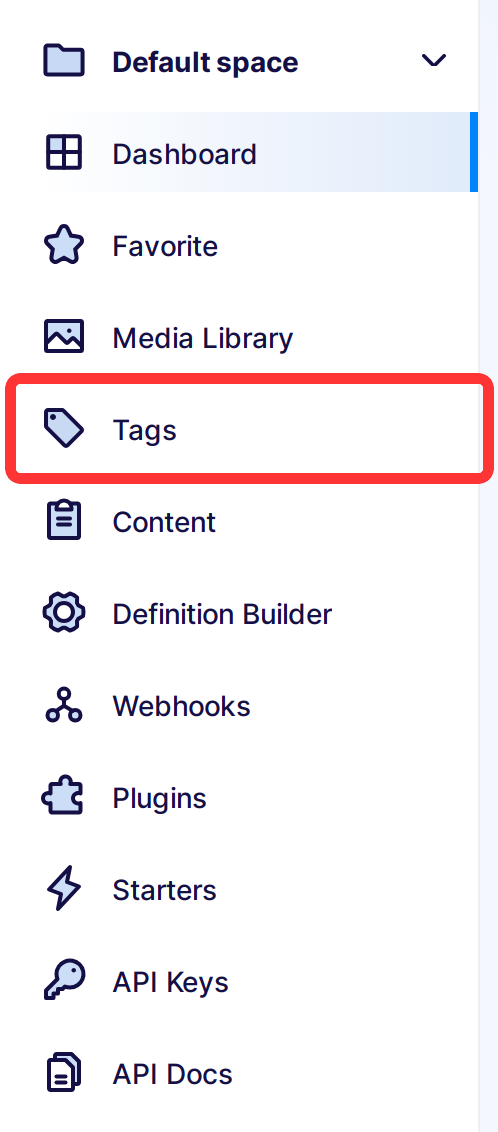 Default space
Dashboard
Favorite
Media Library
Tags
Content
Definition Builder
Webhooks
Plugins
Starters
API Keys
API Docs